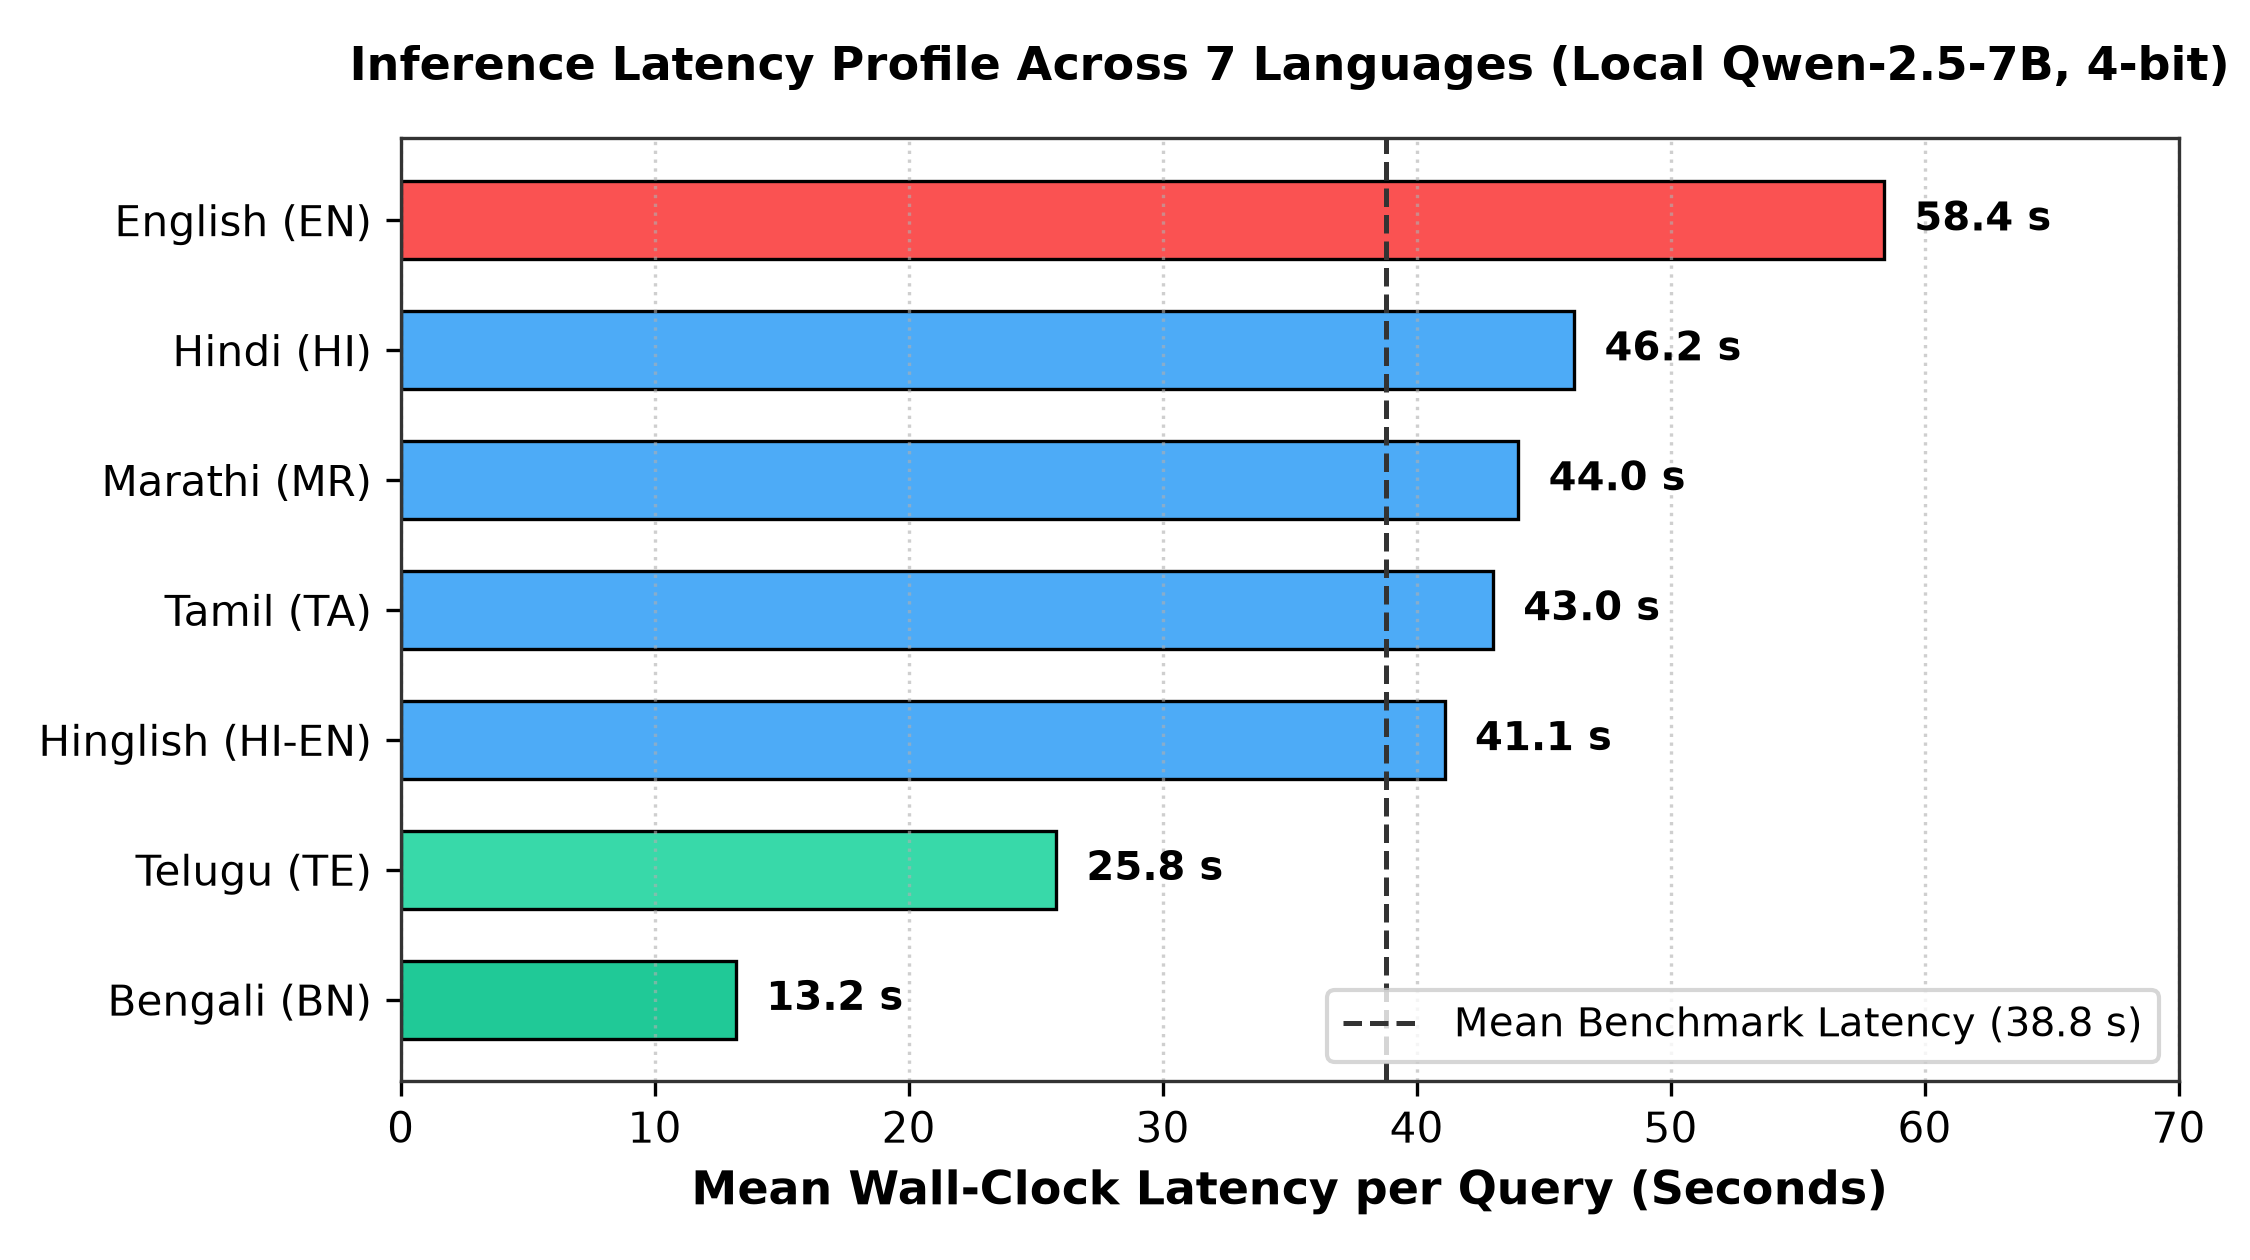 Inference Latency Profile Across 7 Languages (Local Qwen-2.5-7B, 4-bit)
English (EN) 58.4 s
Hindi (HI) 46.2 s
Marathi (MR) 44.0 s
Tamil (TA) 43.0 s
Hinglish (HI-EN) 41.1 s
Telugu (TE) 25.8 s
Bengali (BN) 13.2 s
Mean Benchmark Latency (38.8 s)
0 10 20 30 40 50 60 70
Mean Wall-Clock Latency per Query (Seconds)